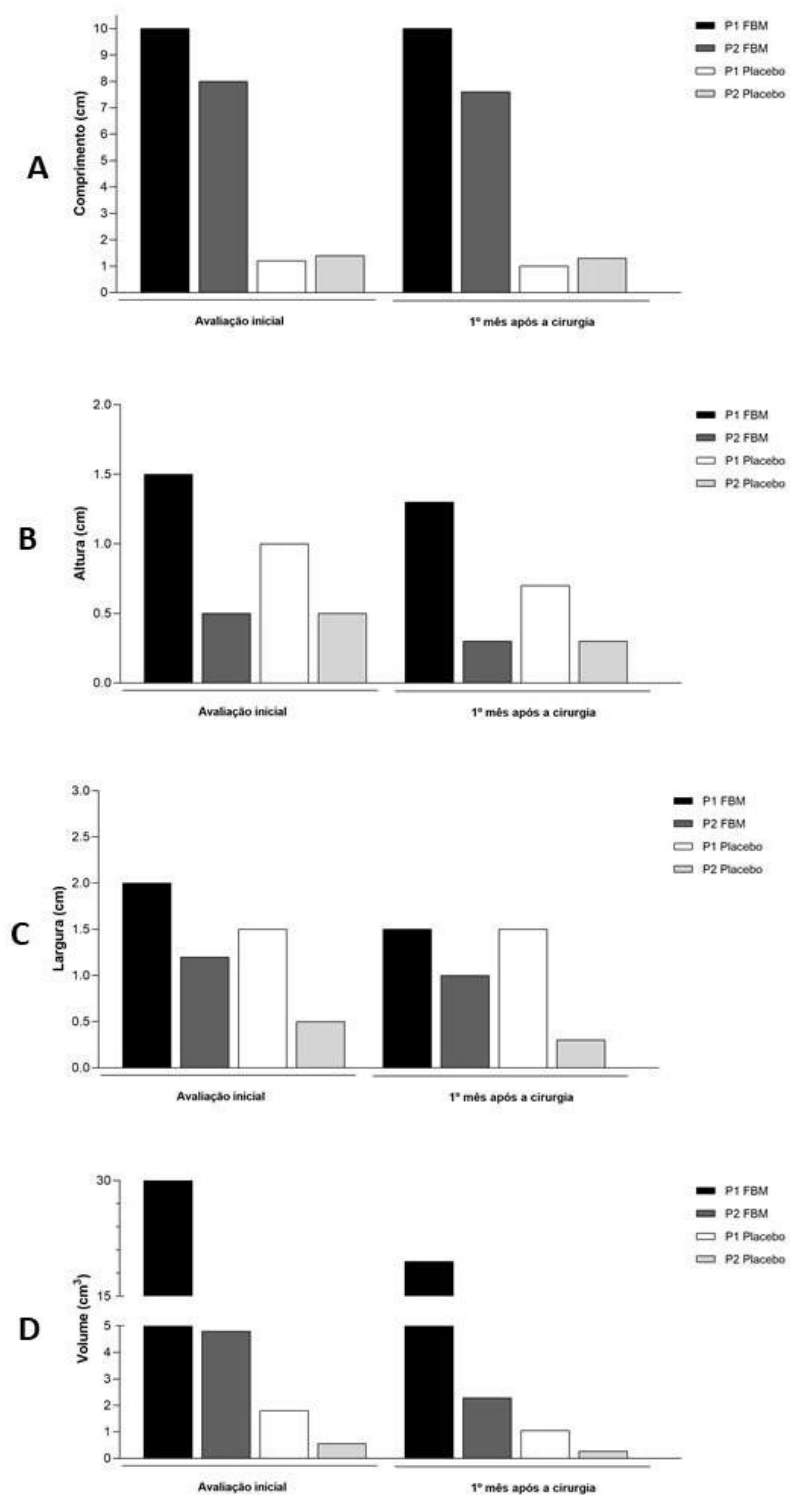 A
Comprimento (cm)
10
9
8
7
6
5
4
3
2
1
0
Avaliação inicial
1º mês após a cirurgia
P1 FBM
P2 FBM
P1 Placebo
P2 Placebo
B
Altura (cm)
2.0
1.5
1.0
0.5
0.0
Avaliação inicial
1º mês após a cirurgia
P1 FBM
P2 FBM
P1 Placebo
P2 Placebo
C
Largura (cm)
3.0
2.5
2.0
1.5
1.0
0.5
0.0
Avaliação inicial
1º mês após a cirurgia
P1 FBM
P2 FBM
P1 Placebo
P2 Placebo
D
Volume (cm³)
30
15
5
4
3
2
1
0
Avaliação inicial
1º mês após a cirurgia
P1 FBM
P2 FBM
P1 Placebo
P2 Placebo